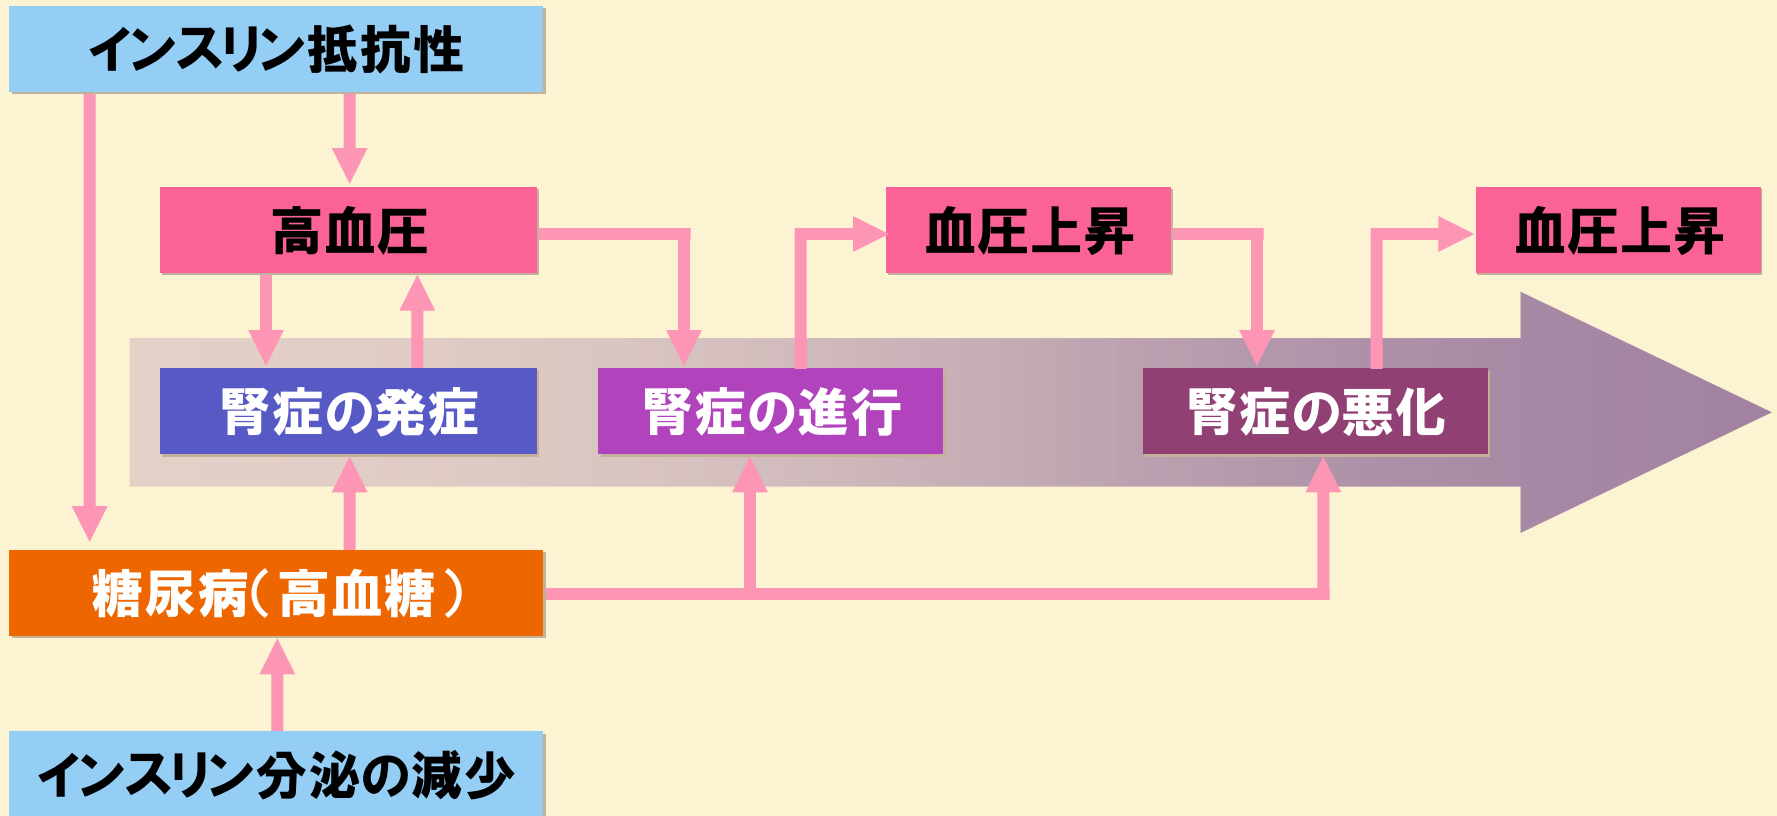 インスリン抵抗性
高血圧
血圧上昇
血圧上昇
腎症の発症
腎症の進行
腎症の悪化
糖尿病（高血糖）
インスリン分泌の減少